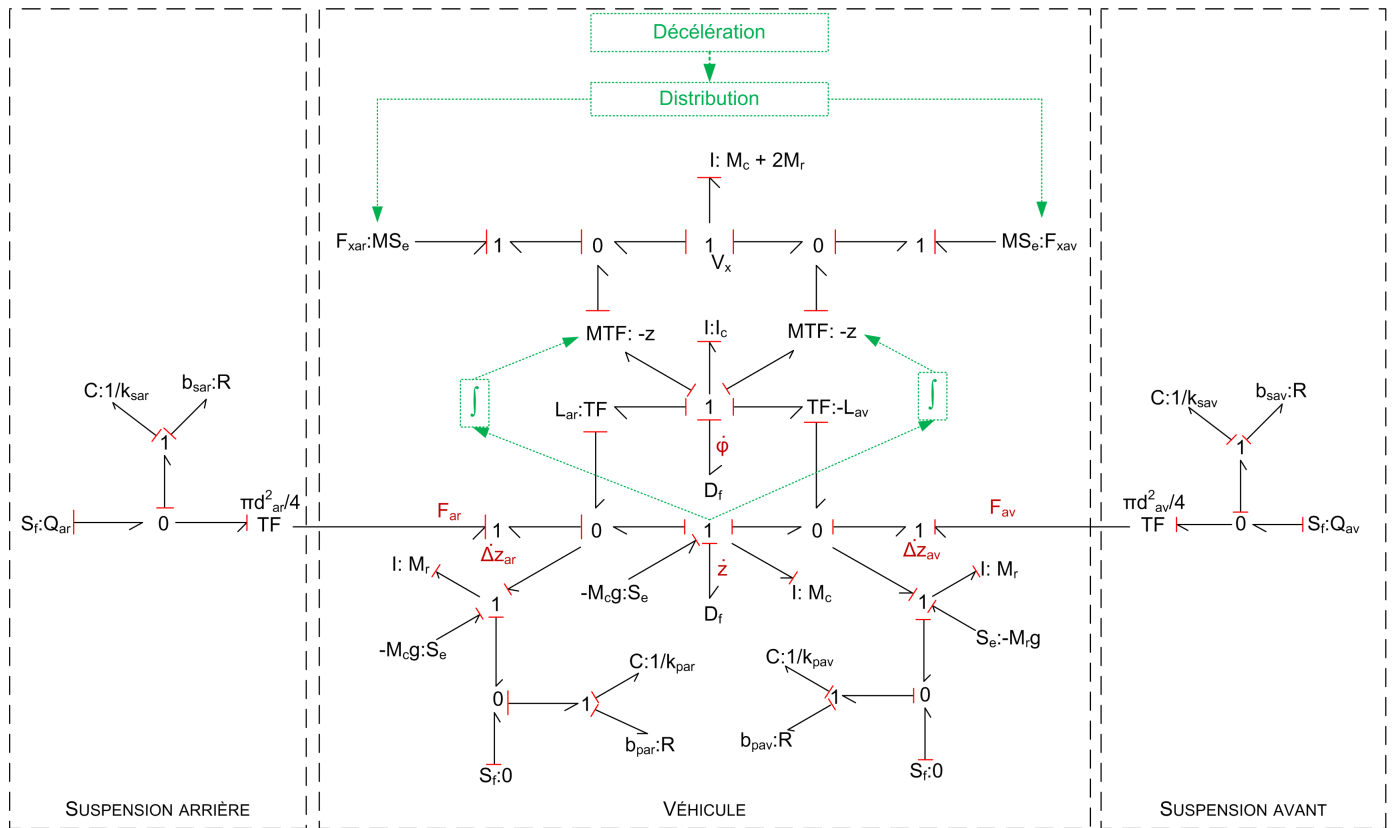 Décélération
Distribution
I: Mc + 2Mr
Fxar:MSe
1
0
1
0
1
MSe:Fxav
Vx
MTF: -z
I:Ic
MTF: -z
∫
∫
C:1/ksar
bsar:R
1
Lar:TF
1
TF:-Lav
C:1/ksav
bsav:R
1
φ̇
Df
Sf:Qar
0
πd²ar/4
TF
Far
1
0
1
0
1
Fav
πd²av/4
TF
0
Sf:Qav
Δżar
ż
Δżav
I: Mr
1
-Mcg:Se
I: Mc
I: Mr
1
-Mcg:Se
Df
Se:-Mrg
C:1/kpar
C:1/kpav
0
1
1
0
bpar:R
bpav:R
Sf:0
Sf:0
SUSPENSION ARRIÈRE
VÉHICULE
SUSPENSION AVANT